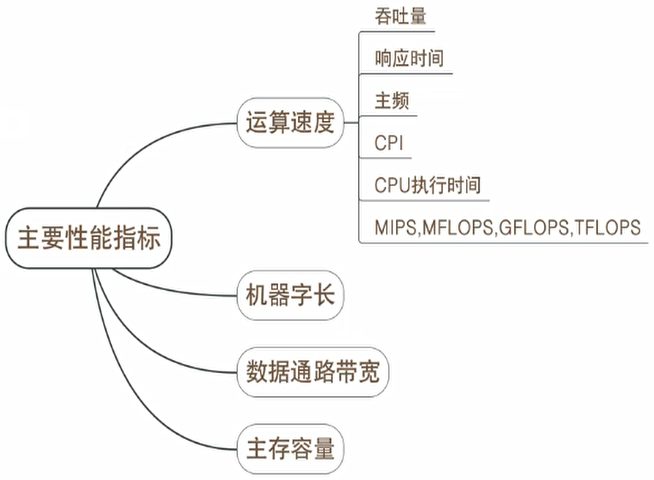 吞吐量
响应时间
主频
CPI
CPU执行时间
MIPS,MFLOPS,GFLOPS,TFLOPS
运算速度
主要性能指标
机器字长
数据通路带宽
主存容量